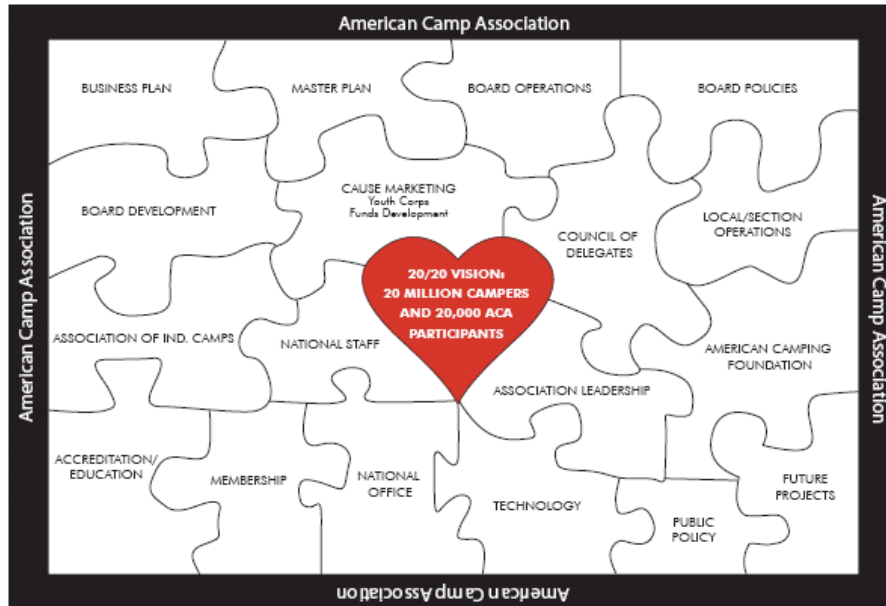 American Camp Association
BUSINESS PLAN
MASTER PLAN
BOARD OPERATIONS
BOARD POLICIES
BOARD DEVELOPMENT
CAUSE MARKETING
Youth Corps
Funds Development
COUNCIL OF
DELEGATES
LOCAL/SECTION
OPERATIONS
American Camp Association
American Camp Association
20/20 VISION:
20 MILLION CAMPERS
AND 20,000 ACA
PARTICIPANTS
ASSOCIATION OF IND. CAMPS
NATIONAL STAFF
ASSOCIATION LEADERSHIP
AMERICAN CAMPING
FOUNDATION
ACCREDITATION/
EDUCATION
MEMBERSHIP
NATIONAL
OFFICE
TECHNOLOGY
PUBLIC
POLICY
FUTURE
PROJECTS
American Camp Association